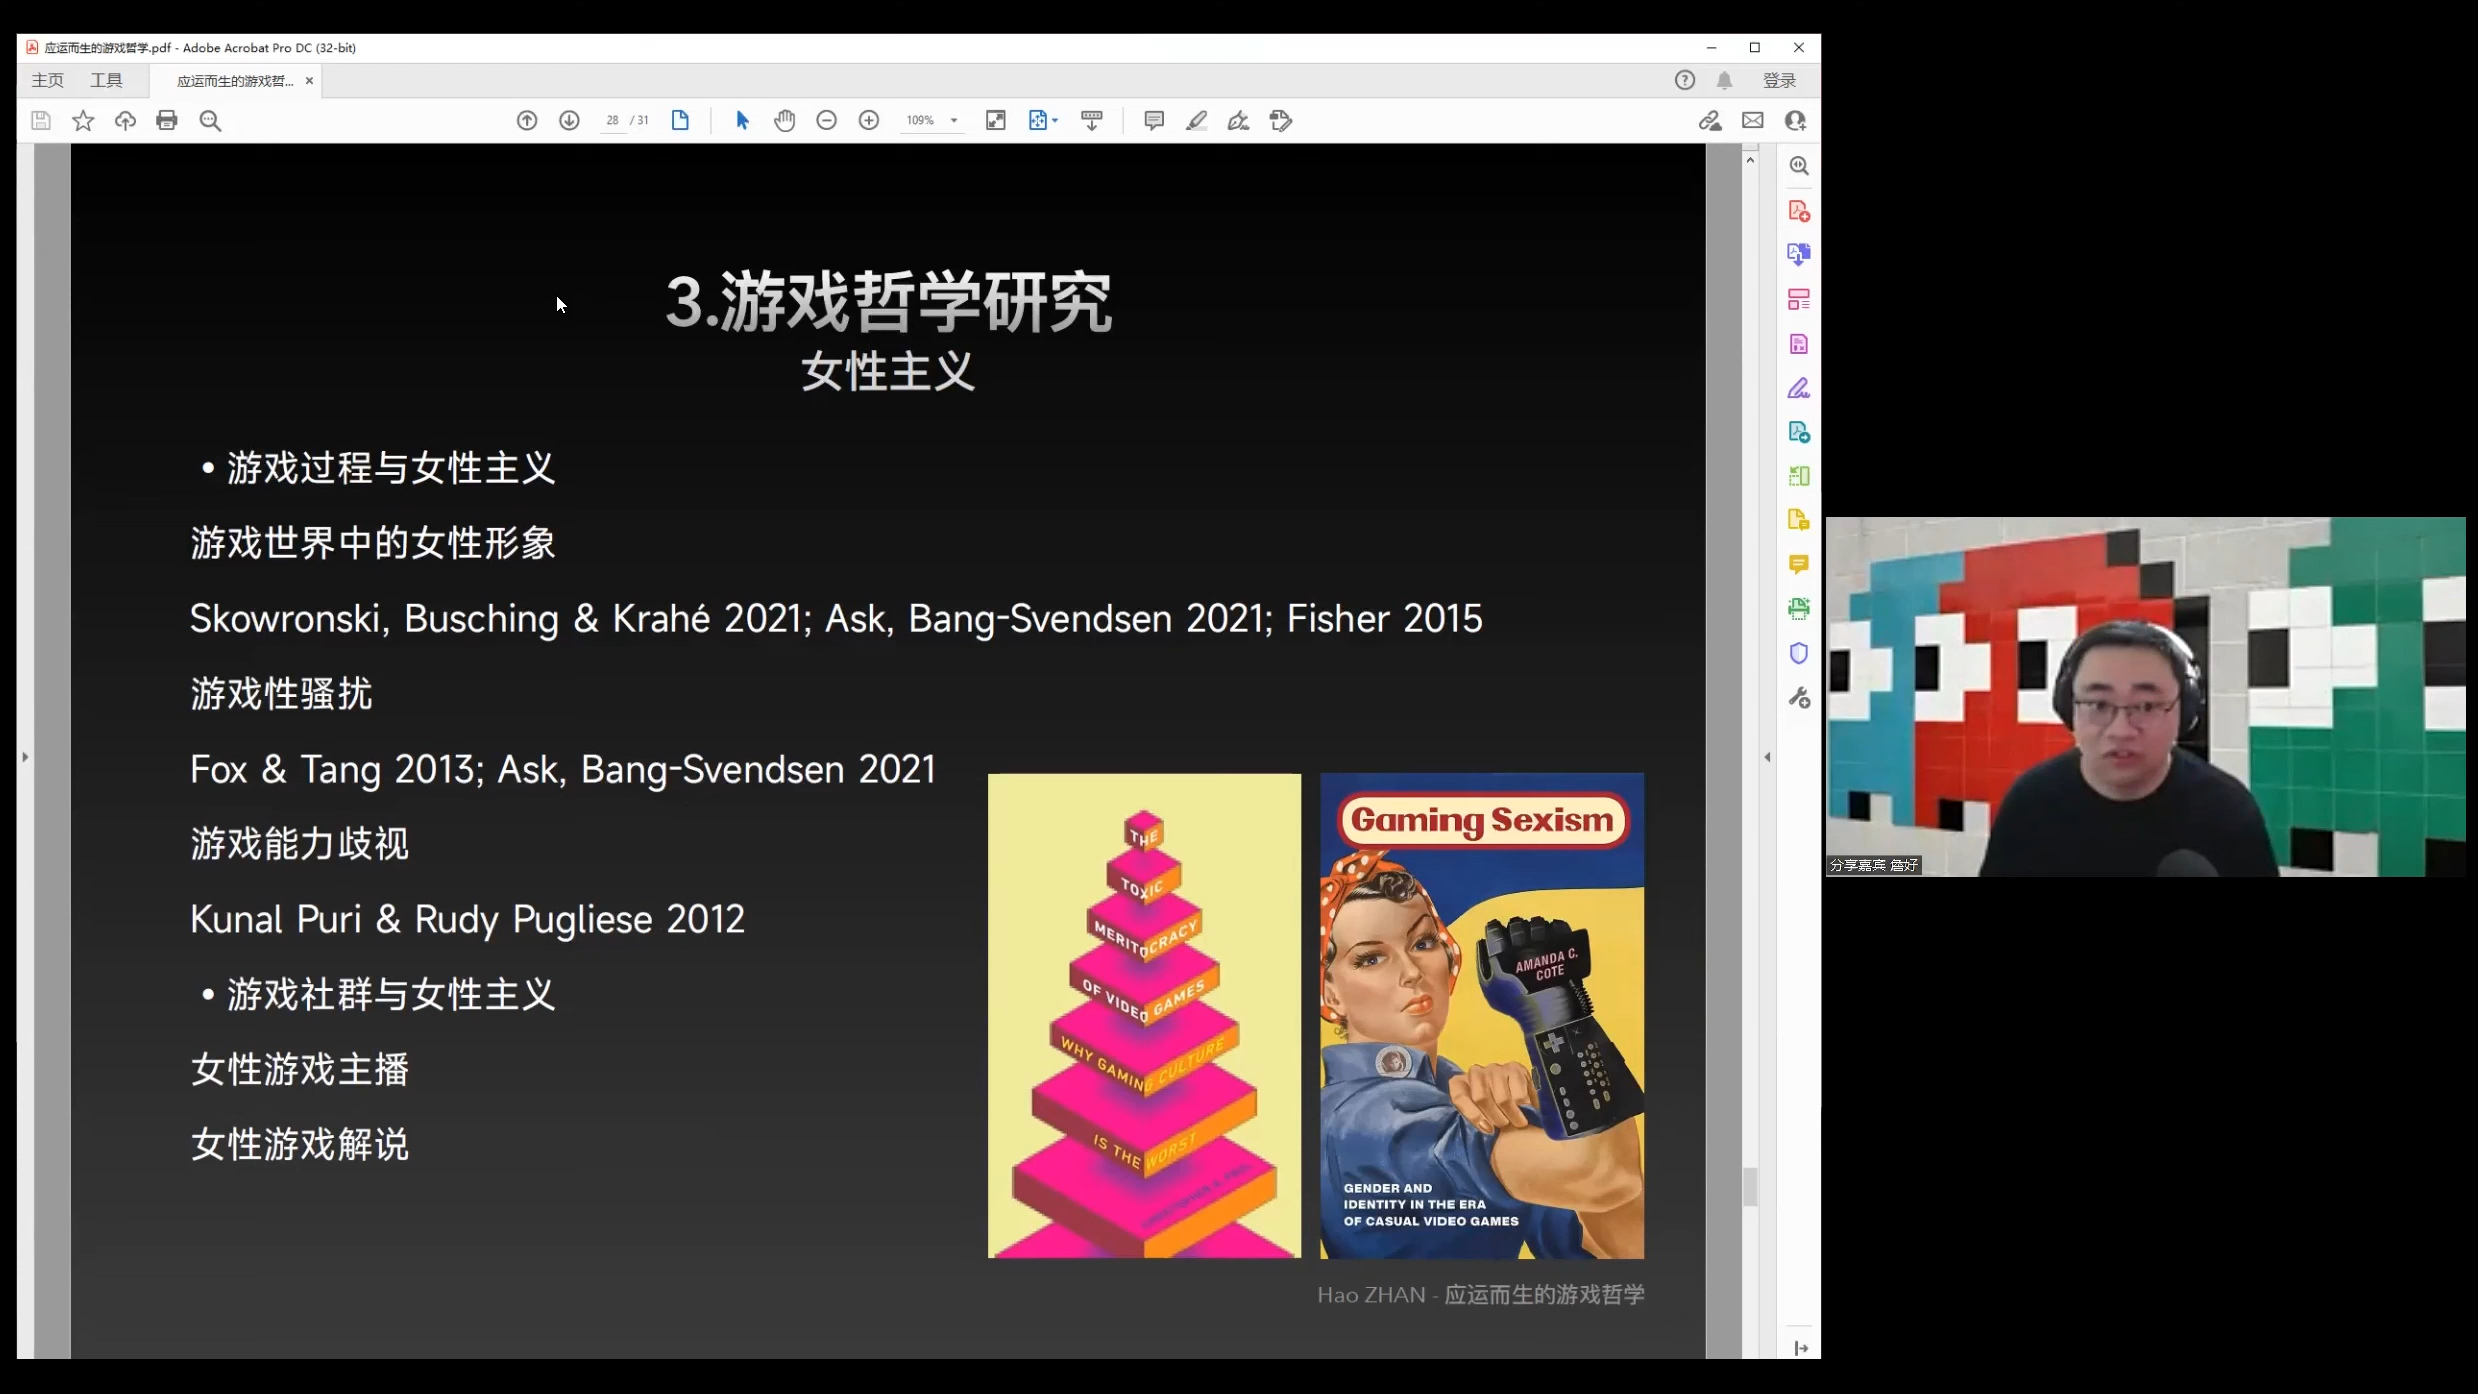 应运而生的游戏哲学.pdf - Adobe Acrobat Pro DC (32-bit)
主页 工具 应运而生的游戏哲... × 登录
28 / 31 109%
3.游戏哲学研究
女性主义
• 游戏过程与女性主义
游戏世界中的女性形象
Skowronski, Busching & Krahé 2021; Ask, Bang-Svendsen 2021; Fisher 2015
游戏性骚扰
Fox & Tang 2013; Ask, Bang-Svendsen 2021
游戏能力歧视
Kunal Puri & Rudy Pugliese 2012
• 游戏社群与女性主义
女性游戏主播
女性游戏解说
THE
TOXIC
MERITOCRACY
OF VIDEO GAMES
WHY GAMING CULTURE
IS THE WORST
Gaming Sexism
AMANDA C.
COTE
GENDER AND
IDENTITY IN THE ERA
OF CASUAL VIDEO GAMES
Hao ZHAN - 应运而生的游戏哲学
分享嘉宾 詹好